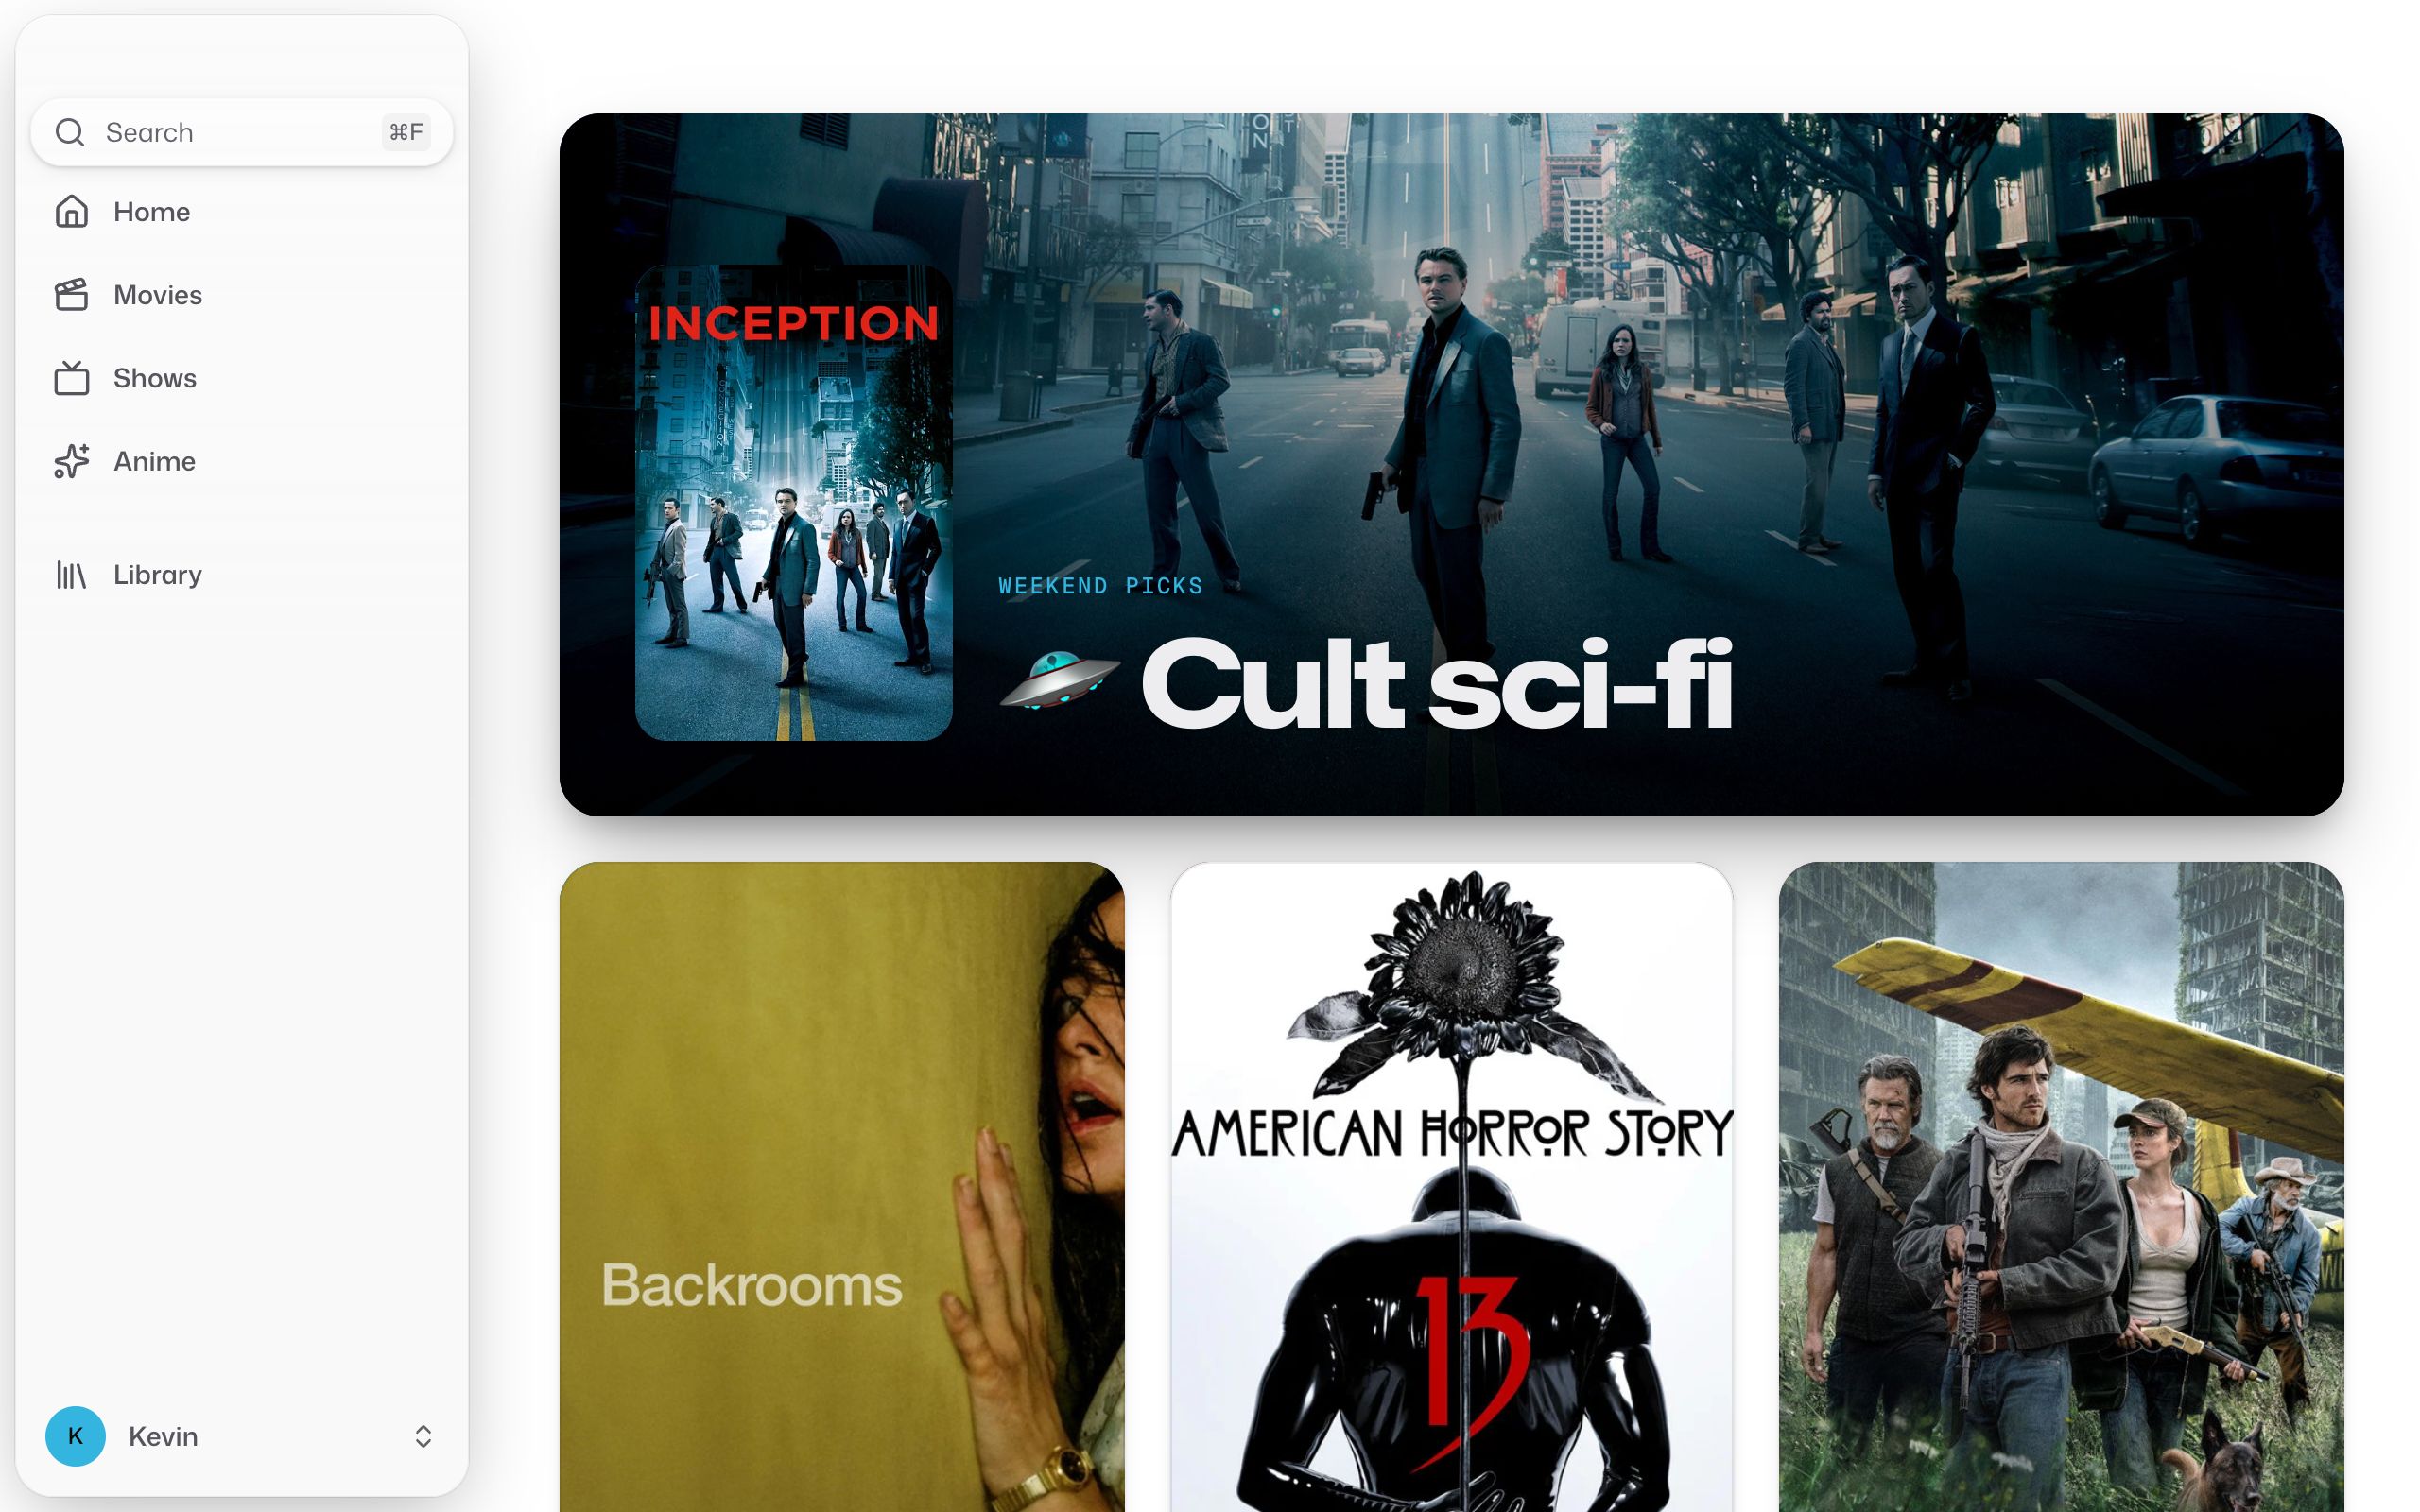 Search
⌘F
Home
Movies
Shows
Anime
Library
INCEPTION
WEEKEND PICKS
🛸 Cult sci-fi
Backrooms
AMERICAN HORROR STORY
13
K
Kevin